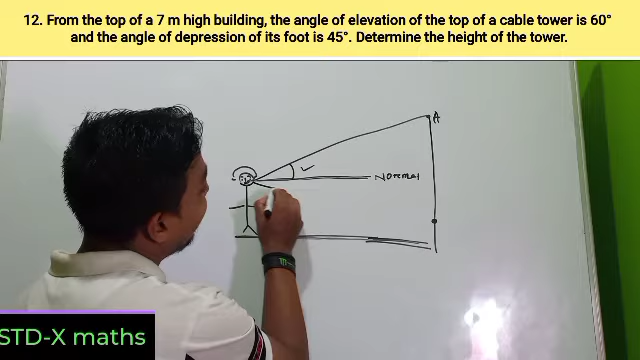 12. From the top of a 7 m high building, the angle of elevation of the top of a cable tower is 60°
and the angle of depression of its foot is 45°. Determine the height of the tower.
A
Normal
STD-X maths